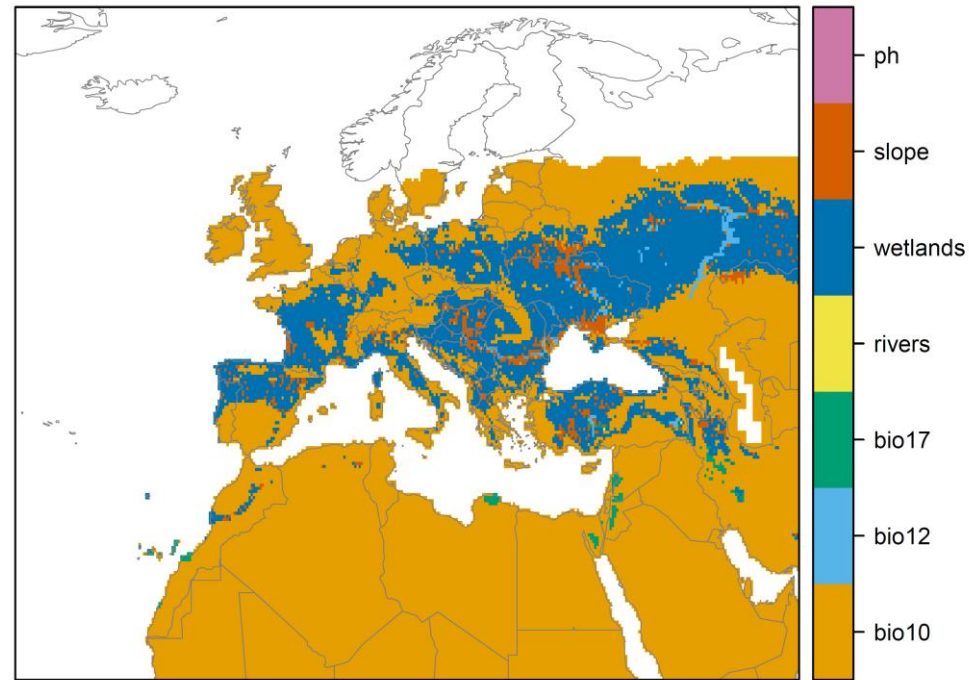 ph
slope
wetlands
rivers
bio17
bio12
bio10